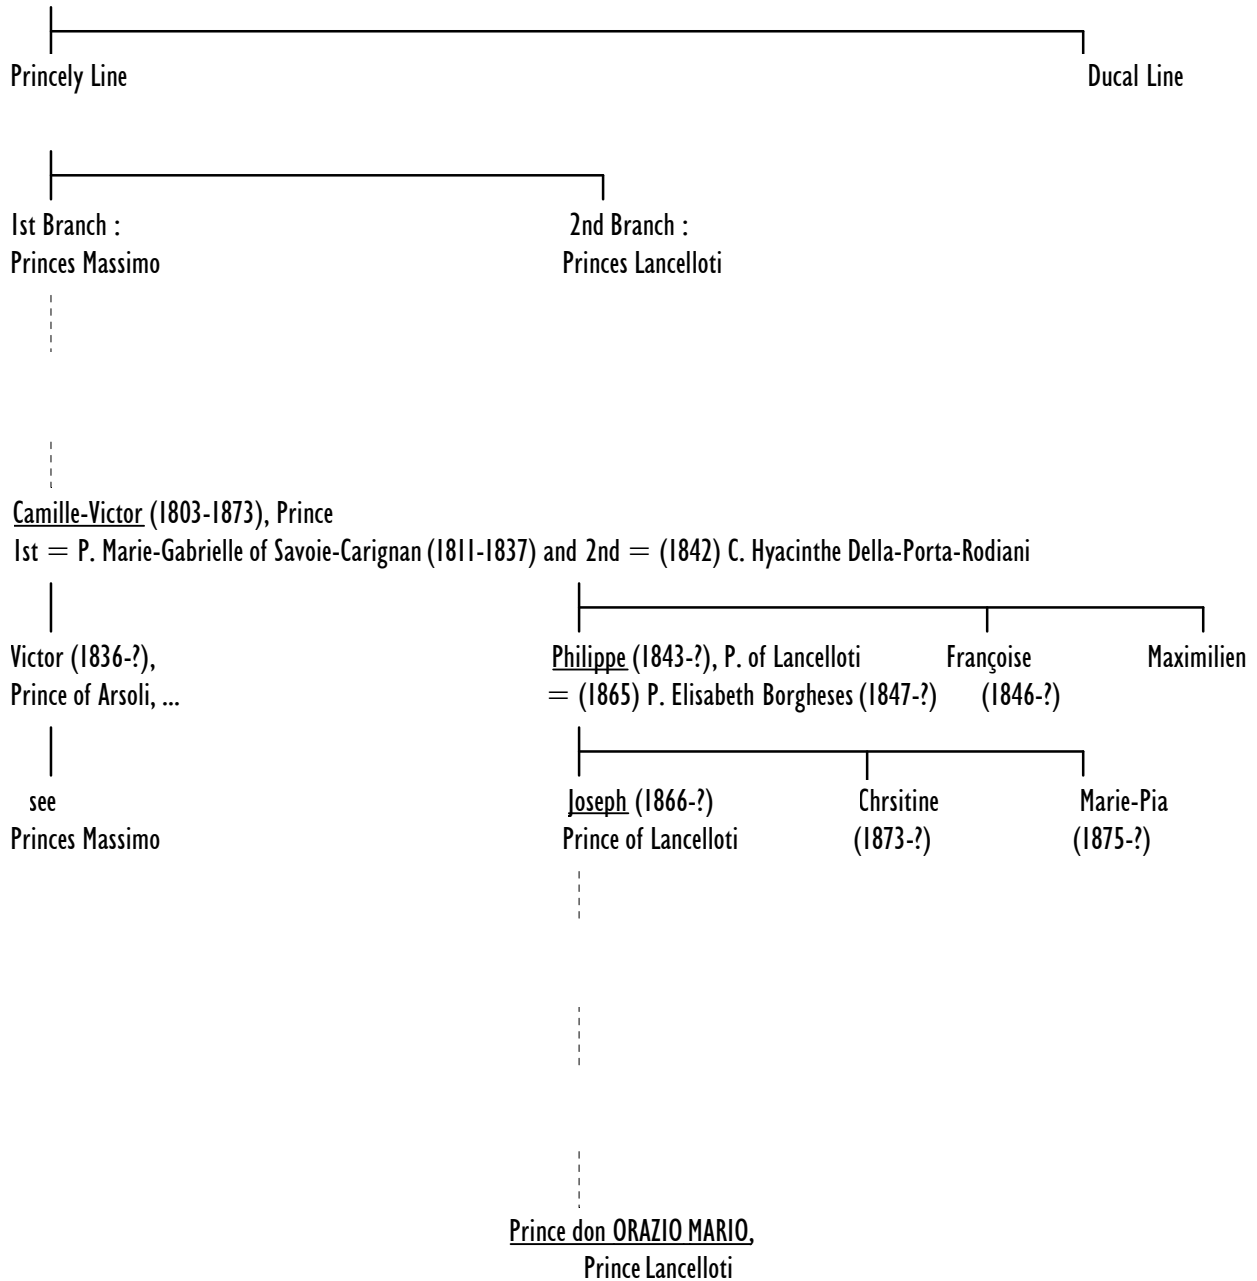 Princely Line Ducal Line
1st Branch : 2nd Branch :
Princes Massimo Princes Lancelloti
Camille-Victor (1803-1873), Prince
1st = P. Marie-Gabrielle of Savoie-Carignan (1811-1837) and 2nd = (1842) C. Hyacinthe Della-Porta-Rodiani
Victor (1836-?), Philippe (1843-?), P. of Lancelloti Françoise Maximilien
Prince of Arsoli, ... = (1865) P. Elisabeth Borgheses (1847-?) (1846-?)
see Joseph (1866-?) Chrsitine Marie-Pia
Princes Massimo Prince of Lancelloti (1873-?) (1875-?)
Prince don ORAZIO MARIO,
Prince Lancelloti